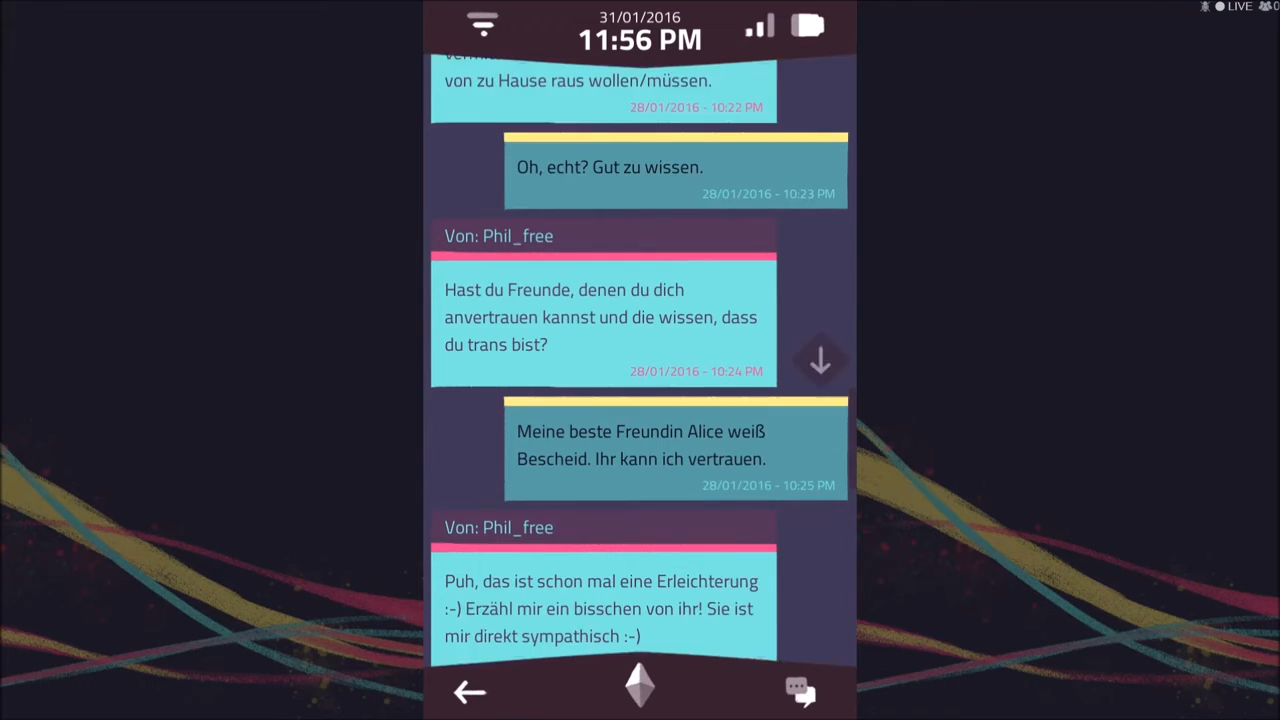 31/01/2016
11:56 PM
LIVE
0
von zu Hause raus wollen/müssen.
28/01/2016 - 10:22 PM
Oh, echt? Gut zu wissen.
28/01/2016 - 10:23 PM
Von: Phil_free
Hast du Freunde, denen du dich
anvertrauen kannst und die wissen, dass
du trans bist?
28/01/2016 - 10:24 PM
Meine beste Freundin Alice weiß
Bescheid. Ihr kann ich vertrauen.
28/01/2016 - 10:25 PM
Von: Phil_free
Puh, das ist schon mal eine Erleichterung
:-) Erzähl mir ein bisschen von ihr! Sie ist
mir direkt sympathisch :-)